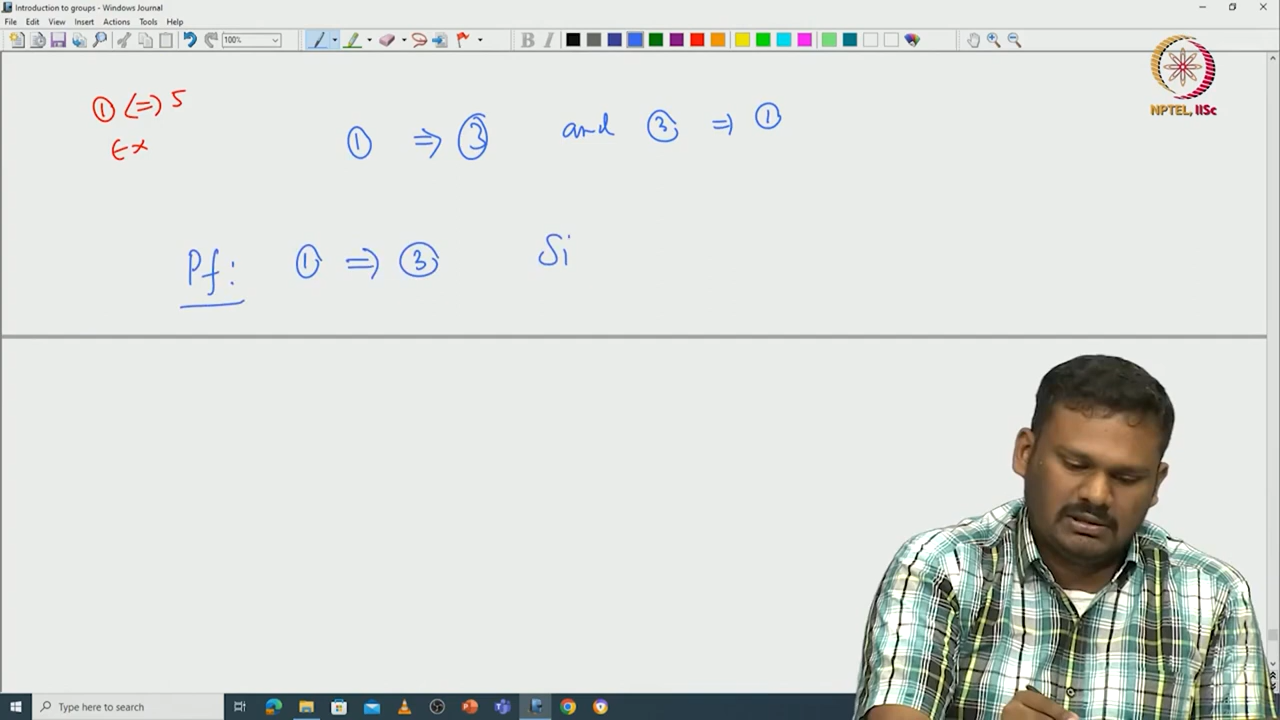 Introduction to groups - Windows Journal
File Edit View Insert Actions Tools Help
100%
B I
NPTEL, IISc
① <=> 5
Ex
① => ③ and ③ => ①
Pf: ① => ③ Si
Type here to search